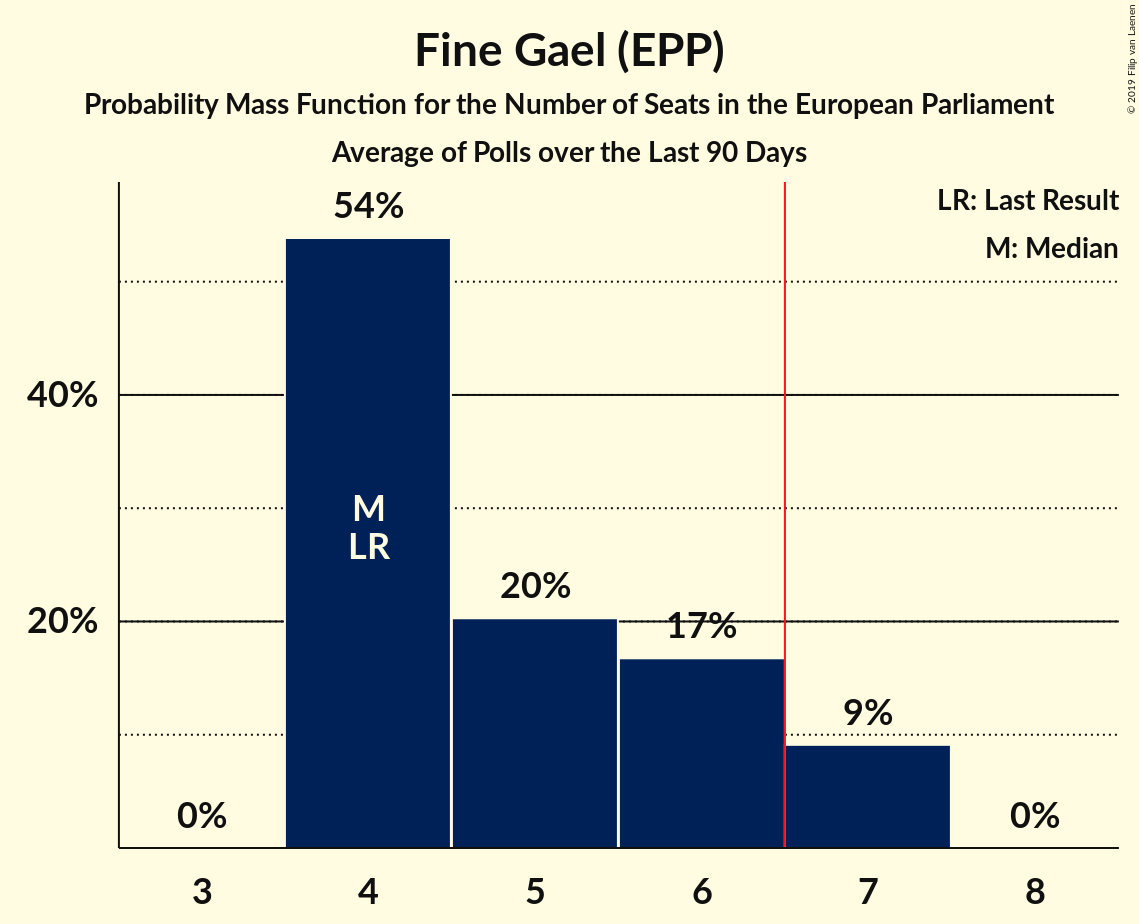 Fine Gael (EPP)
Probability Mass Function for the Number of Seats in the European Parliament
Average of Polls over the Last 90 Days
© 2019 Filip van Laenen
LR: Last Result
M: Median
54%
40%
M
LR
20%
20%
17%
9%
0%
0%
3 4 5 6 7 8